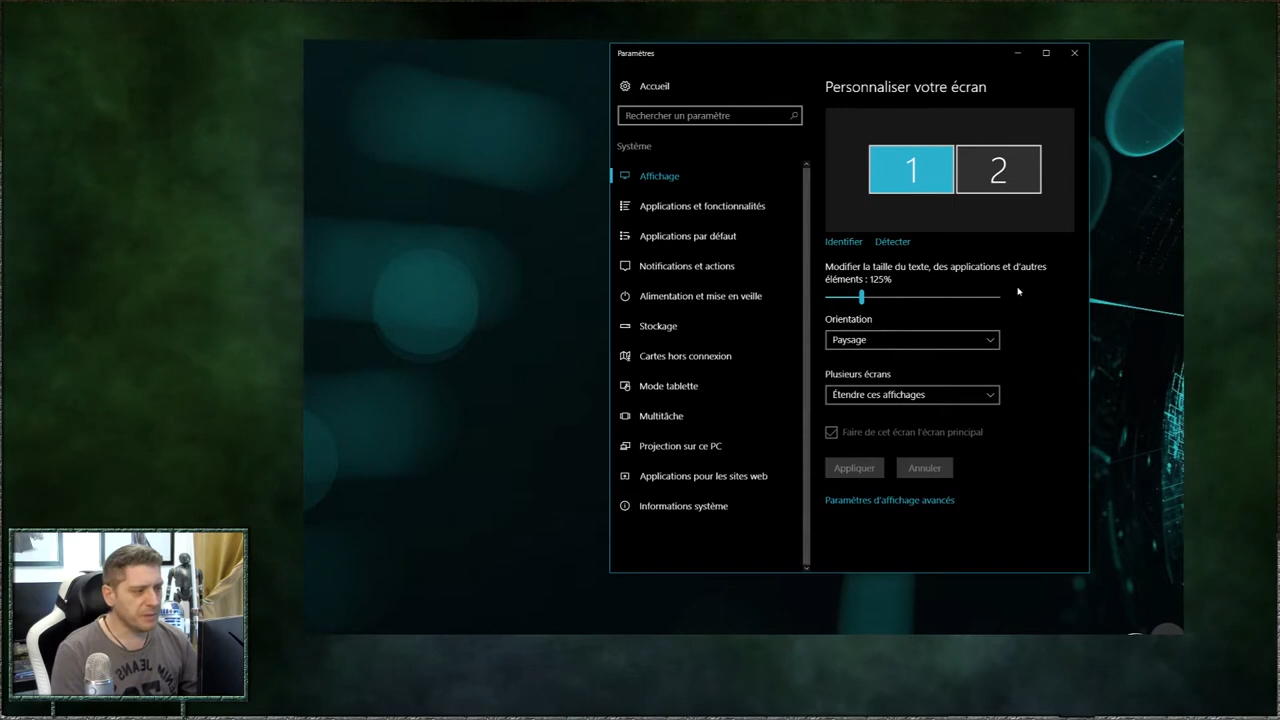 Paramètres
Accueil
Rechercher un paramètre
Système
Affichage
Applications et fonctionnalités
Applications par défaut
Notifications et actions
Alimentation et mise en veille
Stockage
Cartes hors connexion
Mode tablette
Multitâche
Projection sur ce PC
Applications pour les sites web
Informations système
Personnaliser votre écran
1
2
Identifier
Détecter
Modifier la taille du texte, des applications et d'autres
éléments : 125%
Orientation
Paysage
Plusieurs écrans
Étendre ces affichages
Faire de cet écran l'écran principal
Appliquer
Annuler
Paramètres d'affichage avancés